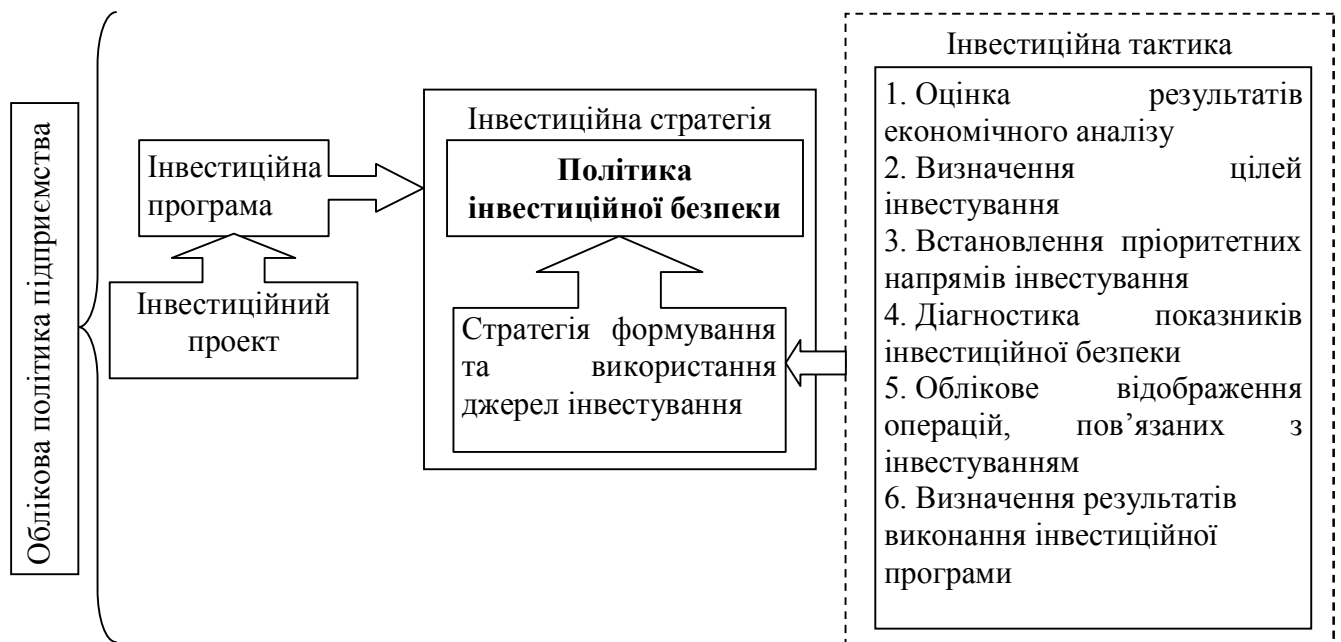 Облікова політика підприємства
Інвестиційна
програма
Інвестиційний
проект
Інвестиційна стратегія
Політика
інвестиційної безпеки
Стратегія формування
та використання
джерел інвестування
Інвестиційна тактика
1. Оцінка результатів
економічного аналізу
2. Визначення цілей
інвестування
3. Встановлення пріоритетних
напрямів інвестування
4. Діагностика показників
інвестиційної безпеки
5. Облікове відображення
операцій, пов’язаних з
інвестуванням
6. Визначення результатів
виконання інвестиційної
програми